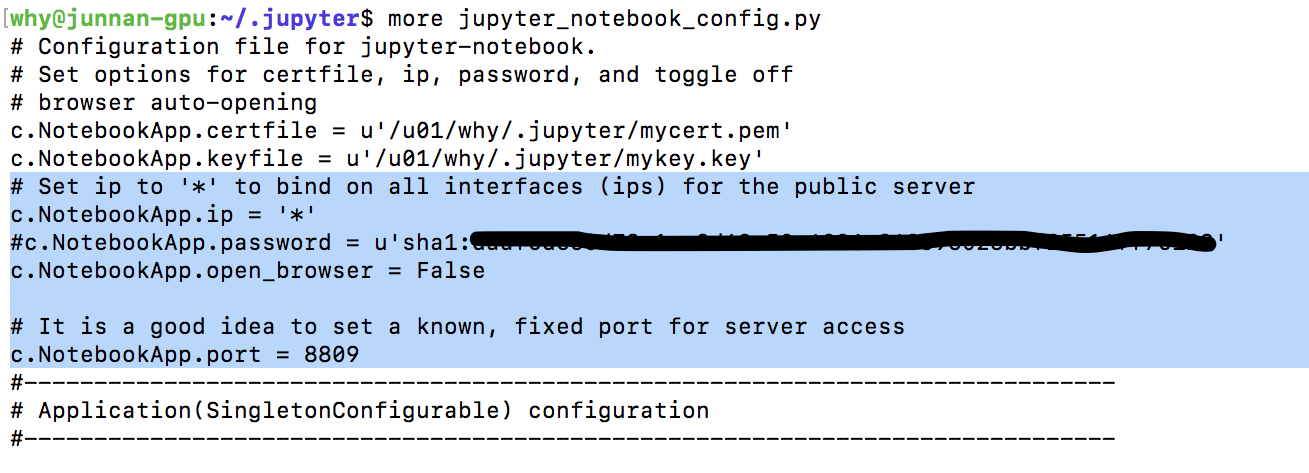 why@junnan-gpu:~/.jupyter$ more jupyter_notebook_config.py
# Configuration file for jupyter-notebook.
# Set options for certfile, ip, password, and toggle off
# browser auto-opening
c.NotebookApp.certfile = u'/u01/why/.jupyter/mycert.pem'
c.NotebookApp.keyfile = u'/u01/why/.jupyter/mykey.key'
# Set ip to '*' to bind on all interfaces (ips) for the public server
c.NotebookApp.ip = '*'
#c.NotebookApp.password = u'sha1:'
c.NotebookApp.open_browser = False
# It is a good idea to set a known, fixed port for server access
c.NotebookApp.port = 8809
#------------------------------------------------------------------------------
# Application(SingletonConfigurable) configuration
#------------------------------------------------------------------------------